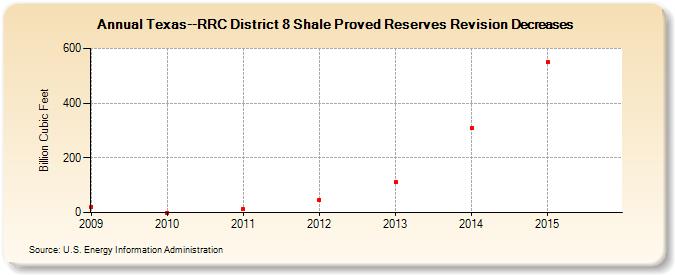 Annual Texas--RRC District 8 Shale Proved Reserves Revision Decreases
Billion Cubic Feet
600
400
200
0
2009 2010 2011 2012 2013 2014 2015
Source: U.S. Energy Information Administration